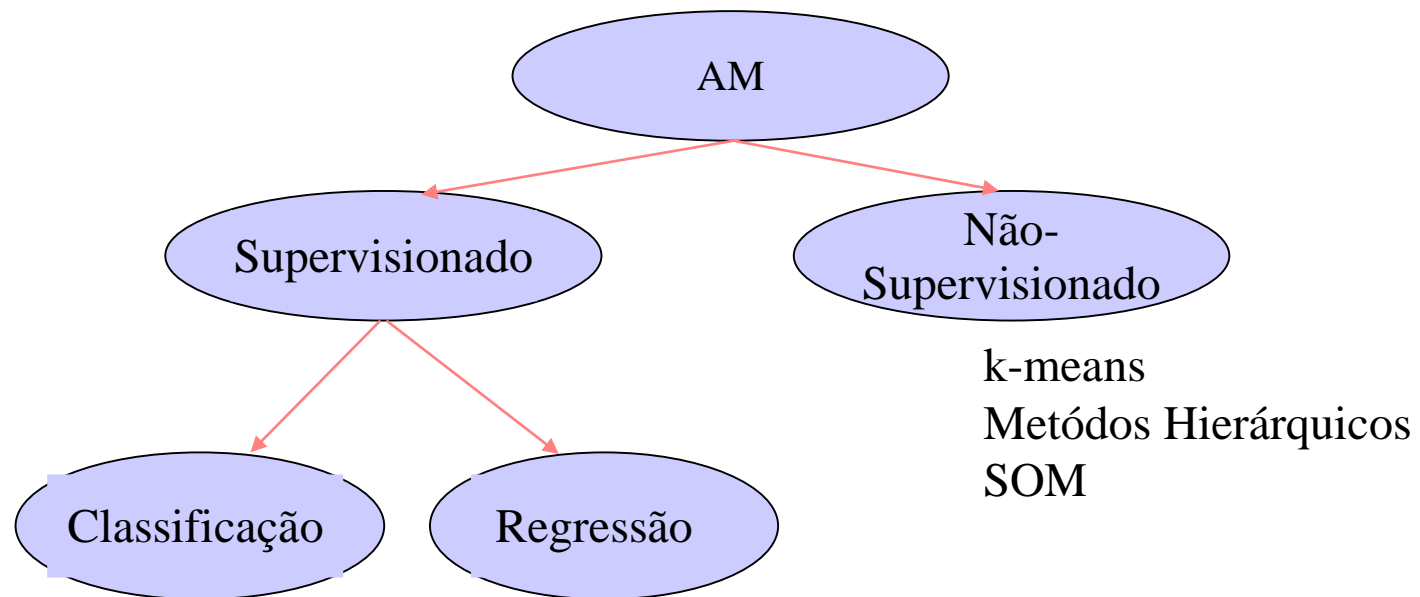 AM
Supervisionado
Não-
Supervisionado
k-means
Metódos Hierárquicos
SOM
Classificação
Regressão